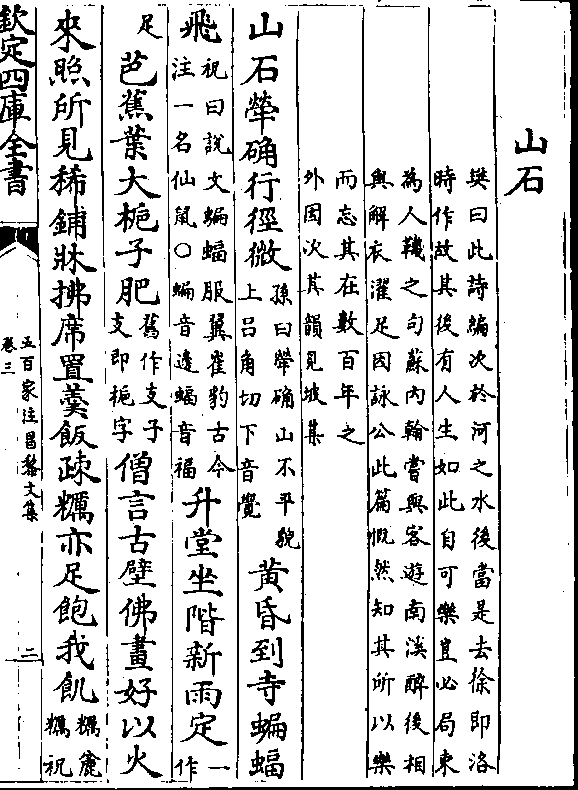 山石
樊曰此詩編次於河之水後當是去徐即洛
時作故其後有人生如此自可樂豈必局束
為人鞿之句蘇内翰嘗與客遊南溪醉後相
與解衣濯足因詠公此篇慨然知其所以樂
而忘其在數百年之
外因次其韻見坡集
山石犖确行徑微孫曰犖确山不平貌上吕角切下音覺黄昏到寺蝙蝠
飛祝曰說文蝙蝠服翼崔豹古今注一名仙鼠〇蝙音邊蝠音福升堂坐階新雨定一作
足芭蕉葉大梔子肥舊作支子支即梔字僧言古壁佛畫好以火
來照所見稀鋪牀拂席置羹飯疎糲亦足飽我飢糲麄糲祝
欽定四庫全書
五百家注昌黎文集
卷三
二